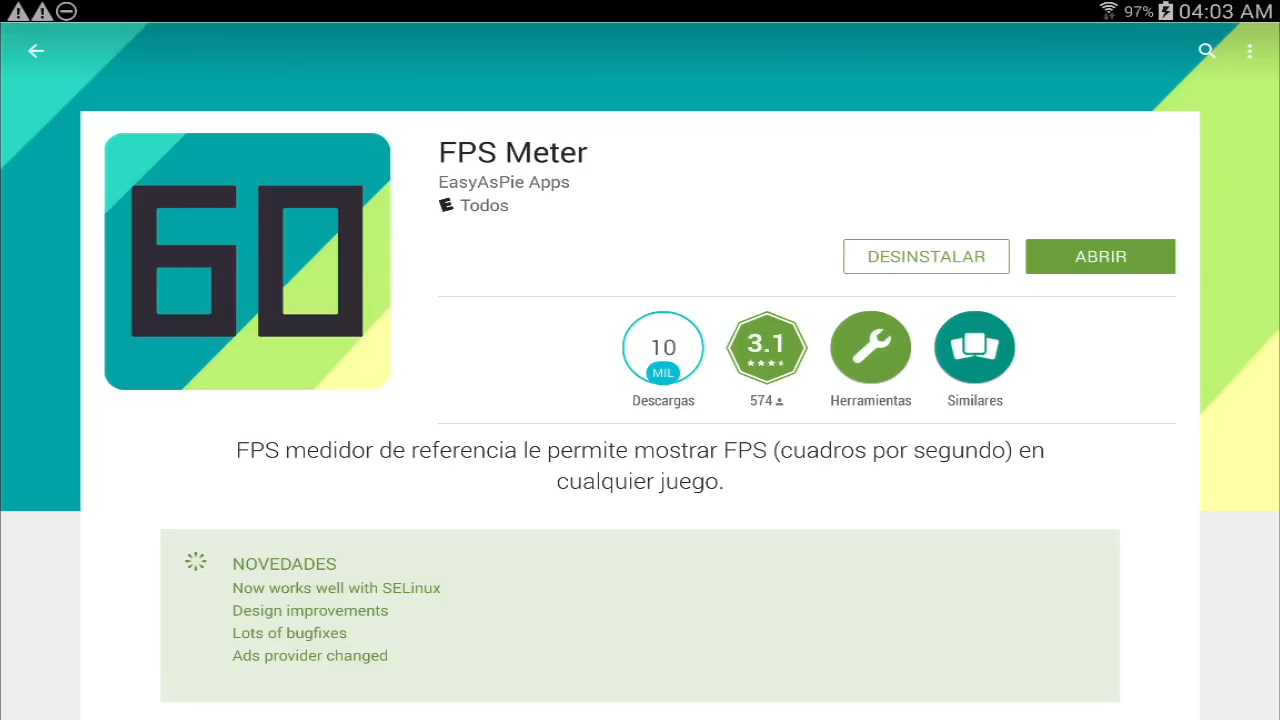 97% 04:03 AM
60
FPS Meter
EasyAsPie Apps
E Todos
DESINSTALAR ABRIR
10 MIL
3.1
Descargas 574 Herramientas Similares
FPS medidor de referencia le permite mostrar FPS (cuadros por segundo) en
cualquier juego.
NOVEDADES
Now works well with SELinux
Design improvements
Lots of bugfixes
Ads provider changed